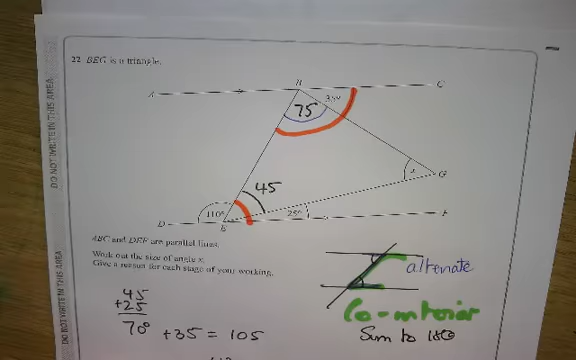 22 BEG is a triangle.
A
B
C
75
35°
x
G
45
110°
25°
D
E
F
ABC and DEF are parallel lines.
Work out the size of angle x.
Give a reason for each stage of your working.
alternate
Co-interior
Sum to 180
45
+25
70°
+35 = 105
DO NOT WRITE IN THIS AREA
DO NOT WRITE IN THIS AREA